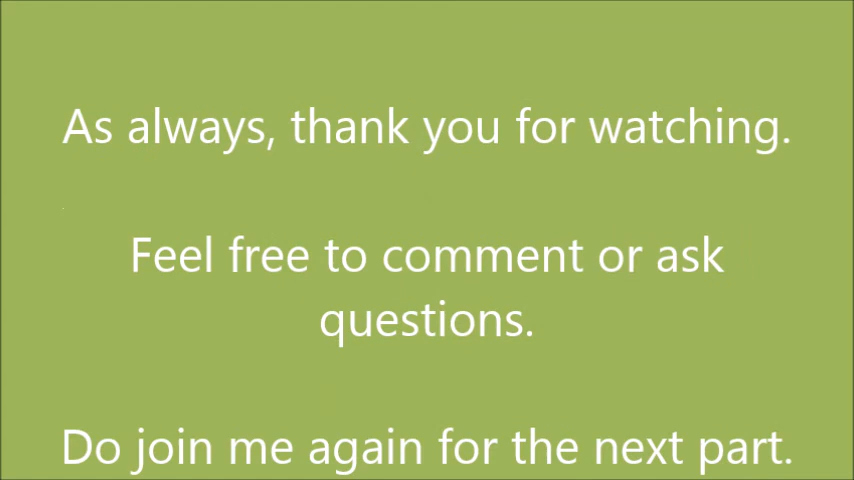 As always, thank you for watching.
Feel free to comment or ask
questions.
Do join me again for the next part.